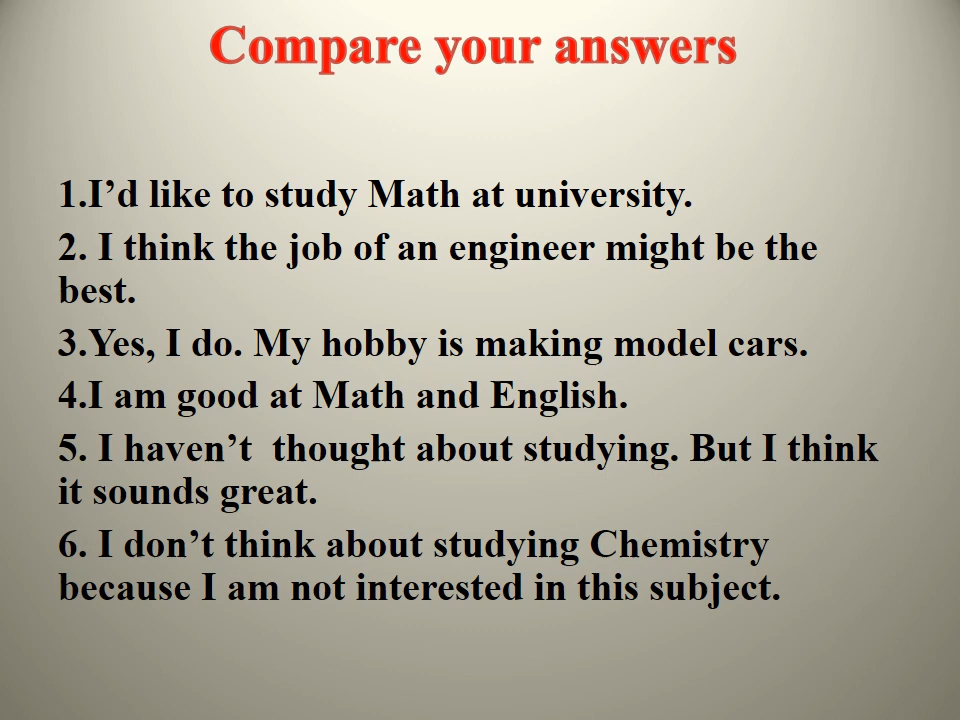 Compare your answers
1.I’d like to study Math at university.
2. I think the job of an engineer might be the
best.
3.Yes, I do. My hobby is making model cars.
4.I am good at Math and English.
5. I haven’t  thought about studying. But I think
it sounds great.
6. I don’t think about studying Chemistry
because I am not interested in this subject.